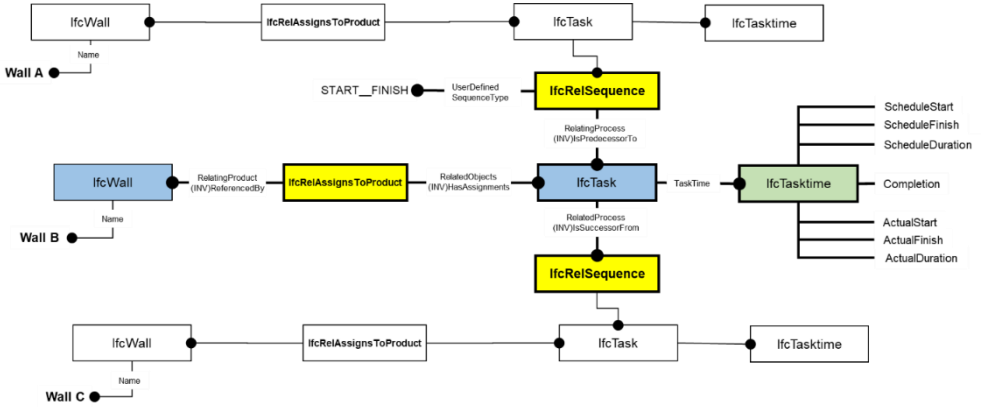 IfcWall
IfcRelAssignsToProduct
IfcTask
IfcTasktime
Name
Wall A
START__FINISH
UserDefined
SequenceType
IfcRelSequence
RelatingProcess
(INV)IsPredecessorTo
ScheduleStart
ScheduleFinish
ScheduleDuration
IfcWall
RelatingProduct
(INV)ReferencedBy
IfcRelAssignsToProduct
RelatedObjects
(INV)HasAssignments
IfcTask
TaskTime
IfcTasktime
Completion
Name
Wall B
RelatedProcess
(INV)IsSuccessorFrom
ActualStart
ActualFinish
ActualDuration
IfcRelSequence
IfcWall
IfcRelAssignsToProduct
IfcTask
IfcTasktime
Name
Wall C